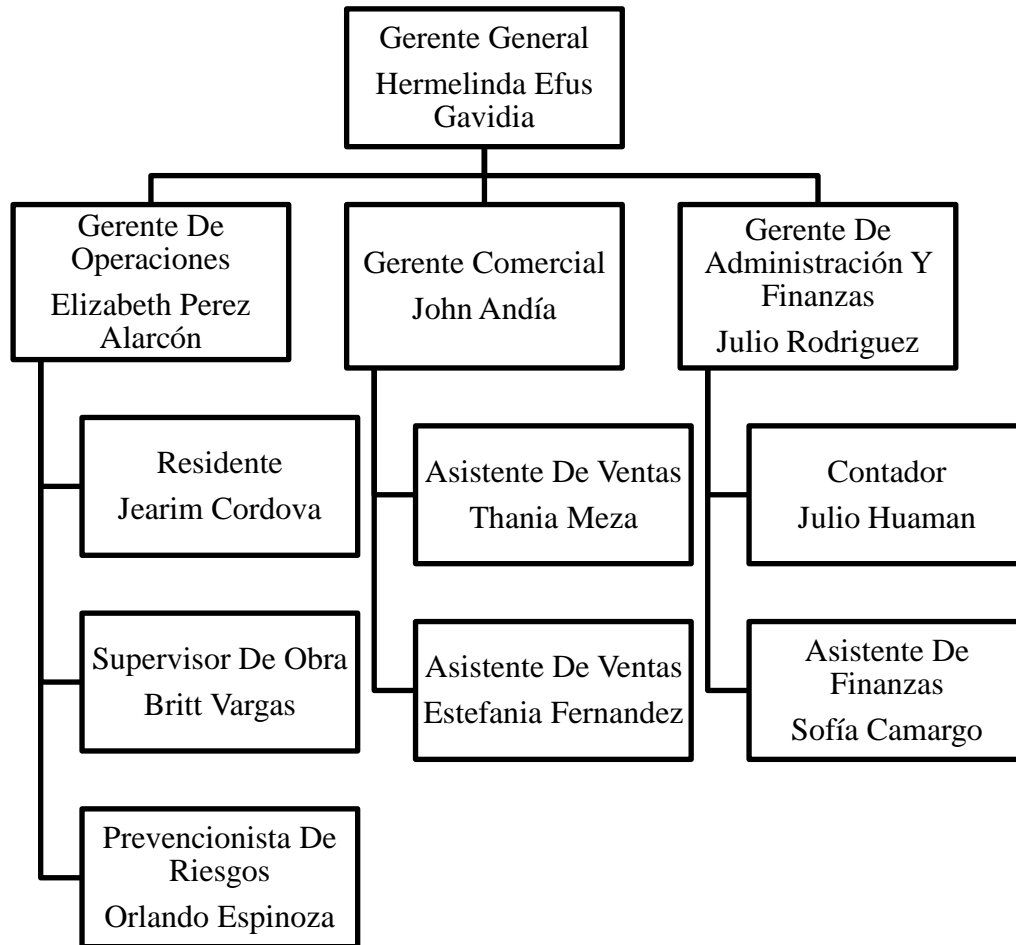 Gerente General
Hermelinda Efus
Gavidia
Gerente De
Operaciones
Elizabeth Perez
Alarcón
Gerente Comercial
John Andía
Gerente De
Administración Y
Finanzas
Julio Rodriguez
Residente
Jearim Cordova
Supervisor De Obra
Britt Vargas
Prevencionista De
Riesgos
Orlando Espinoza
Asistente De Ventas
Thania Meza
Asistente De Ventas
Estefania Fernandez
Contador
Julio Huaman
Asistente De
Finanzas
Sofía Camargo